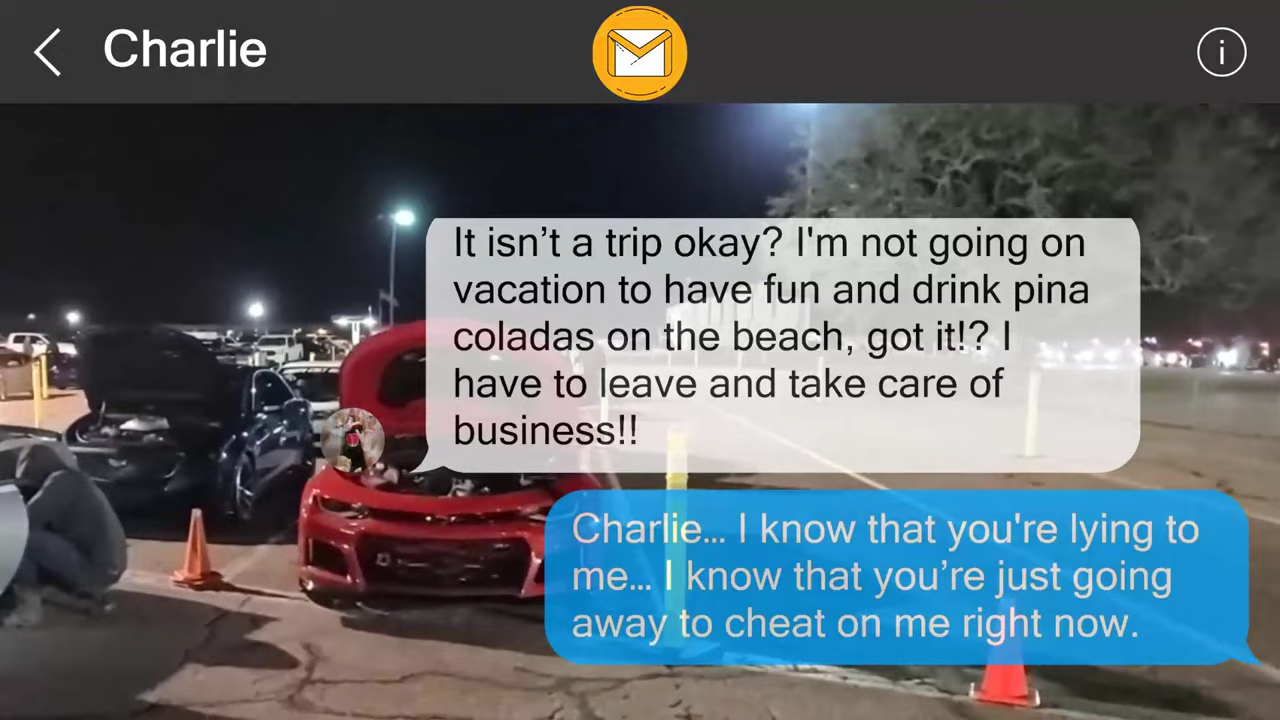 Charlie
i
It isn’t a trip okay? I'm not going on
vacation to have fun and drink pina
coladas on the beach, got it!? I
have to leave and take care of
business!!
Charlie... I know that you're lying to
me... I know that you’re just going
away to cheat on me right now.